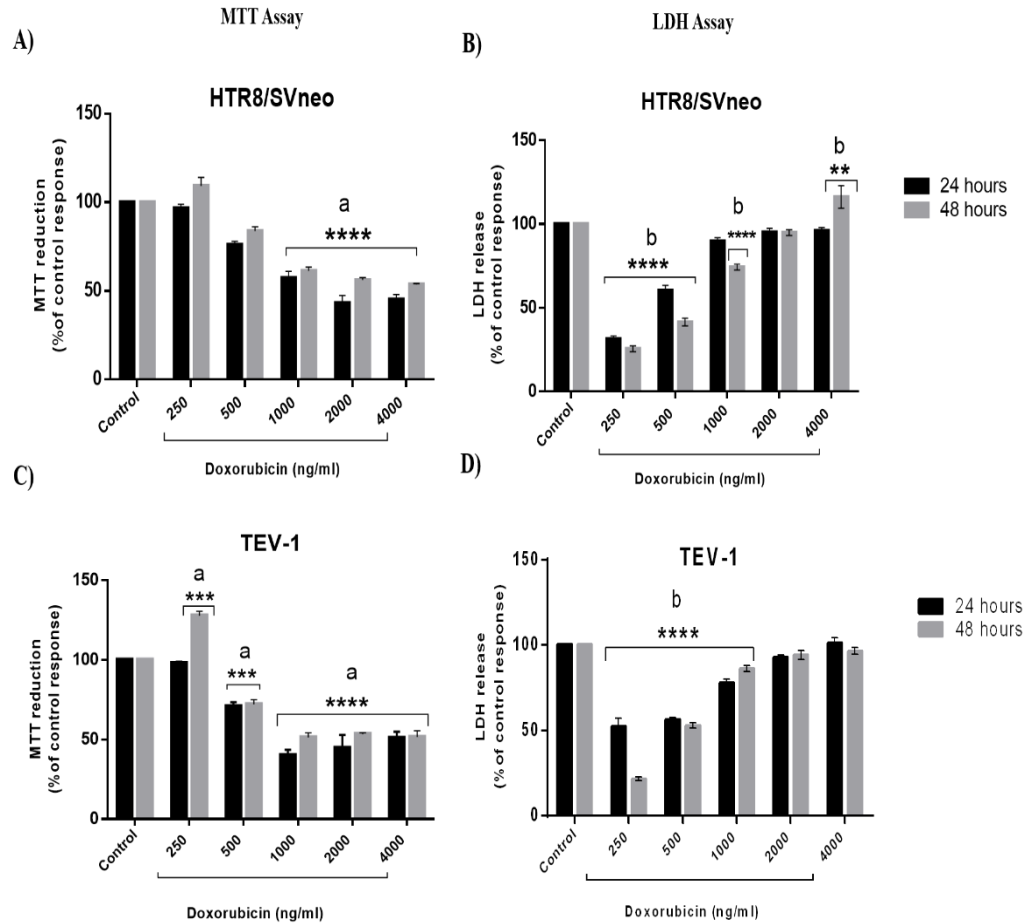 MTT Assay
LDH Assay
A)
B)
HTR8/SVneo
MTT reduction
(%of control response)
150
100
50
0
a
****
Control
250
500
1000
2000
4000
Doxorubicin (ng/ml)
HTR8/SVneo
LDH release
(% of control response)
150
100
50
0
b
****
b
****
b
**
Control
250
500
1000
2000
4000
Doxorubicin (ng/ml)
24 hours
48 hours
C)
D)
TEV-1
MTT reduction
(% of control response)
150
100
50
0
a
***
a
***
a
****
Control
250
500
1000
2000
4000
Doxorubicin (ng/ml)
TEV-1
LDH release
(% of control response)
150
100
50
0
b
****
Control
250
500
1000
2000
4000
Doxorubicin (ng/ml)
24 hours
48 hours